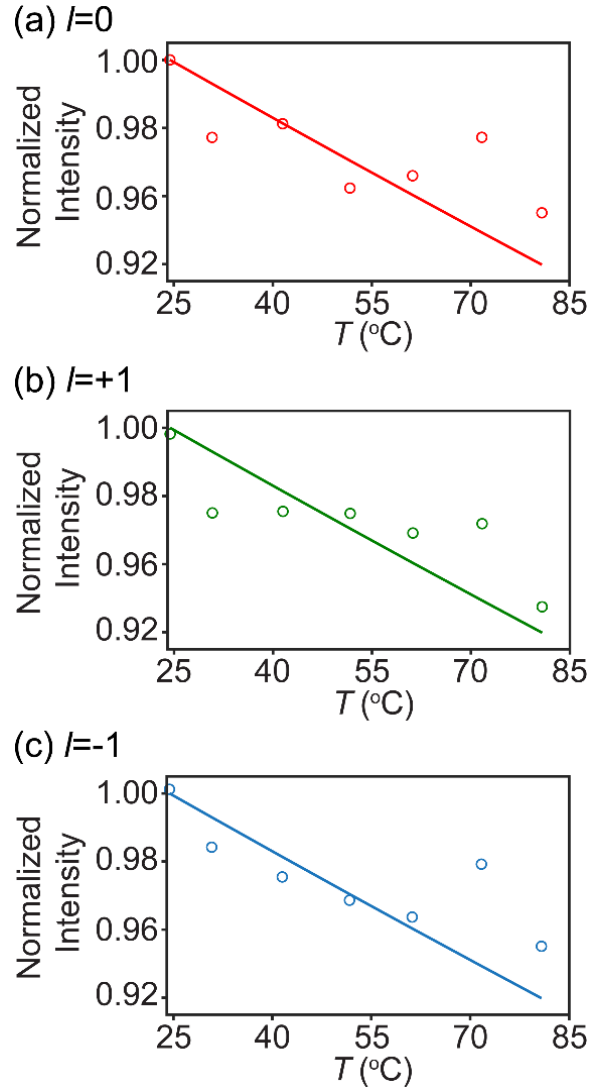 (a) l=0
Normalized
Intensity
1.00
0.98
0.96
0.92
25 40 55 70 85
T (°C)
(b) l=+1
Normalized
Intensity
1.00
0.98
0.96
0.92
25 40 55 70 85
T (°C)
(c) l=-1
Normalized
Intensity
1.00
0.98
0.96
0.92
25 40 55 70 85
T (°C)